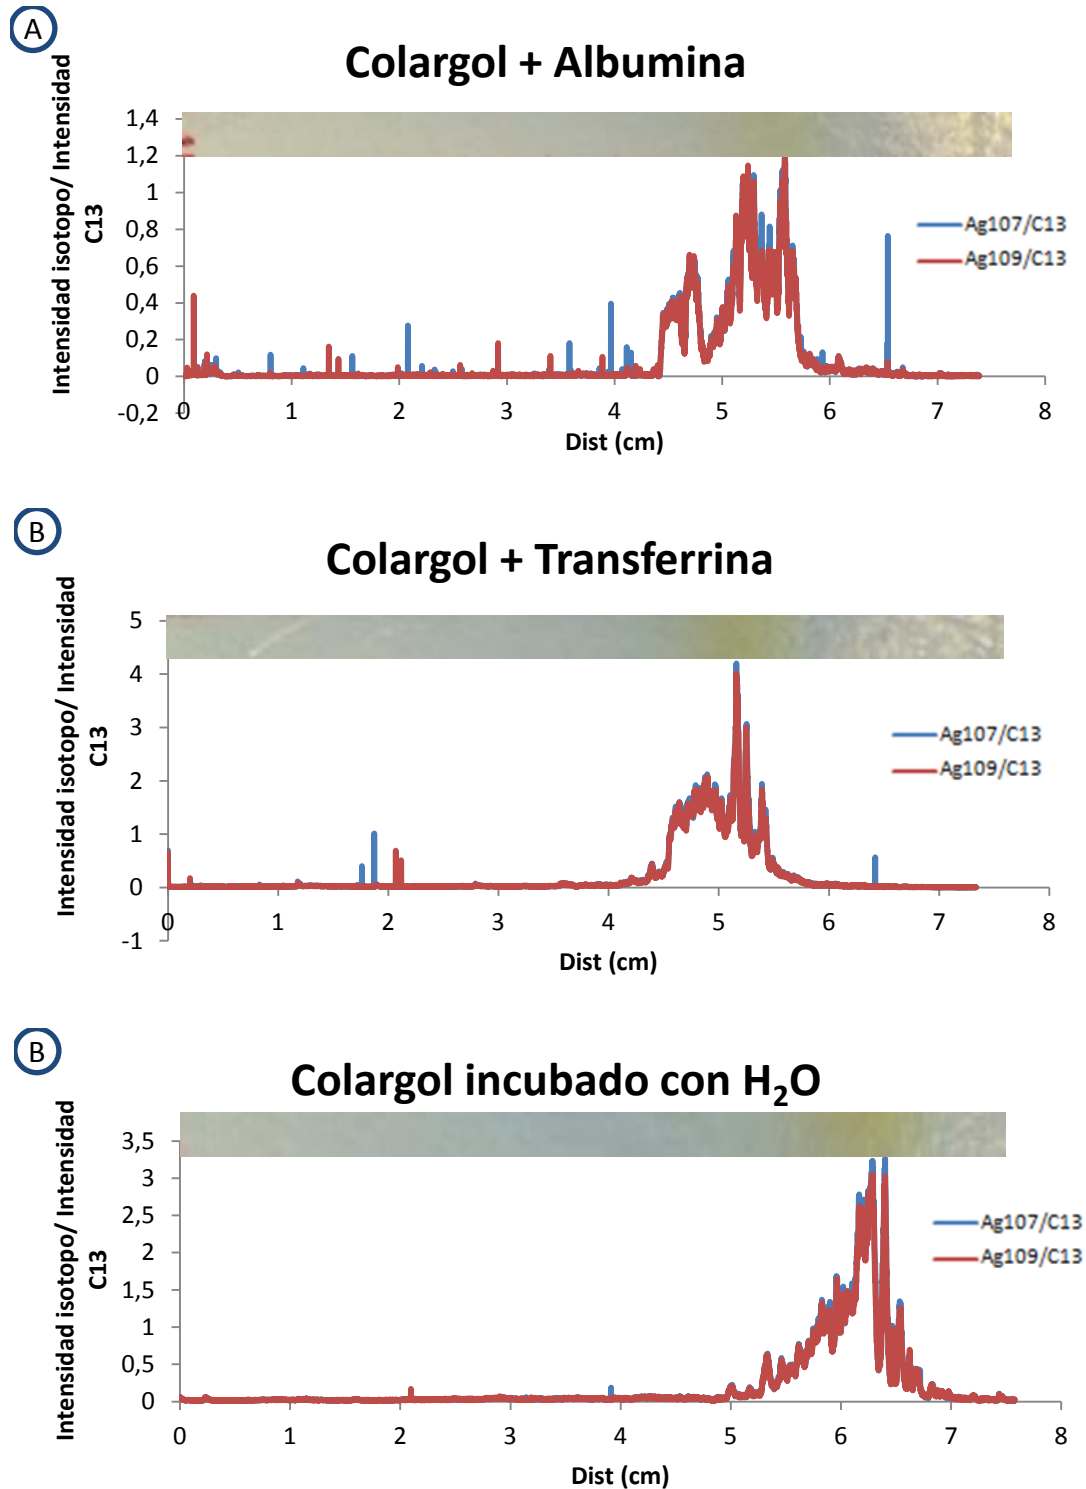 A
Colargol + Albumina
Intensidad isotopo/ Intensidad
C13
1,4
1,2
1
0,8
0,6
0,4
0,2
0
-0,2
0 1 2 3 4 5 6 7 8
Dist (cm)
Ag107/C13
Ag109/C13
B
Colargol + Transferrina
Intensidad isotopo/ Intensidad
C13
5
4
3
2
1
0
-1
0 1 2 3 4 5 6 7 8
Dist (cm)
Ag107/C13
Ag109/C13
B
Colargol incubado con H₂O
Intensidad isotopo/ Intensidad
C13
3,5
3
2,5
2
1,5
1
0,5
0
0 1 2 3 4 5 6 7 8
Dist (cm)
Ag107/C13
Ag109/C13